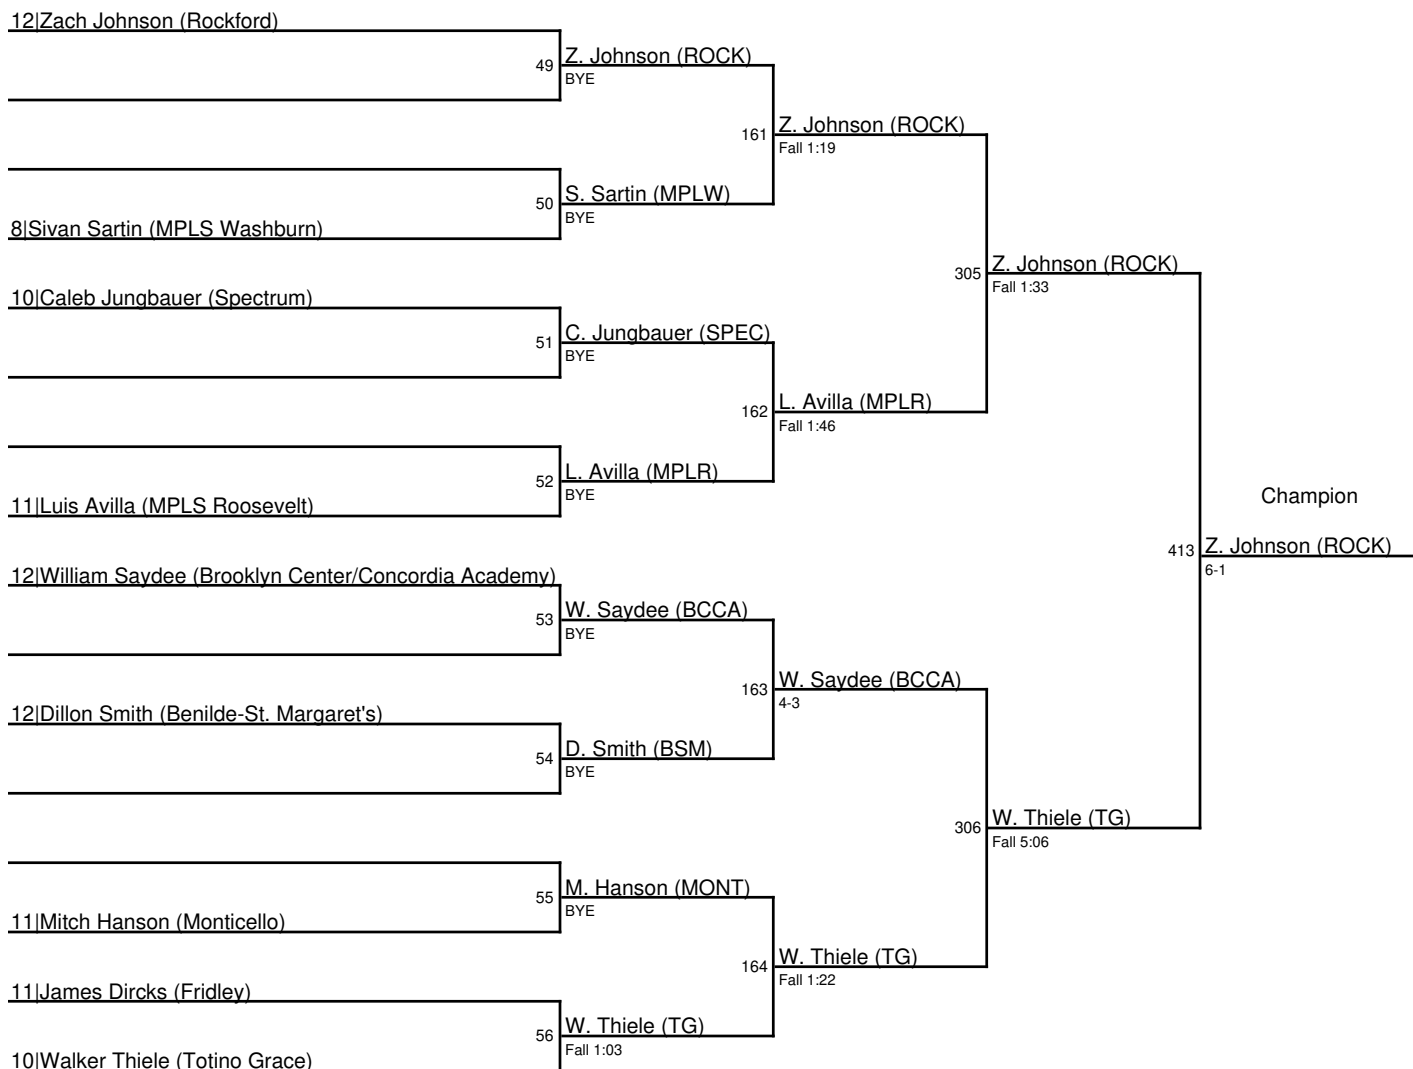 12|Zach Johnson (Rockford)
49
Z. Johnson (ROCK)
BYE
161
Z. Johnson (ROCK)
Fall 1:19
50
S. Sartin (MPLW)
BYE
8|Sivan Sartin (MPLS Washburn)
305
Z. Johnson (ROCK)
Fall 1:33
10|Caleb Jungbauer (Spectrum)
51
C. Jungbauer (SPEC)
BYE
162
L. Avilla (MPLR)
Fall 1:46
52
L. Avilla (MPLR)
BYE
11|Luis Avilla (MPLS Roosevelt)
Champion
413
Z. Johnson (ROCK)
6-1
12|William Saydee (Brooklyn Center/Concordia Academy)
53
W. Saydee (BCCA)
BYE
163
W. Saydee (BCCA)
4-3
12|Dillon Smith (Benilde-St. Margaret's)
54
D. Smith (BSM)
BYE
306
W. Thiele (TG)
Fall 5:06
55
M. Hanson (MONT)
BYE
11|Mitch Hanson (Monticello)
164
W. Thiele (TG)
Fall 1:22
11|James Dircks (Fridley)
56
W. Thiele (TG)
Fall 1:03
10|Walker Thiele (Totino Grace)